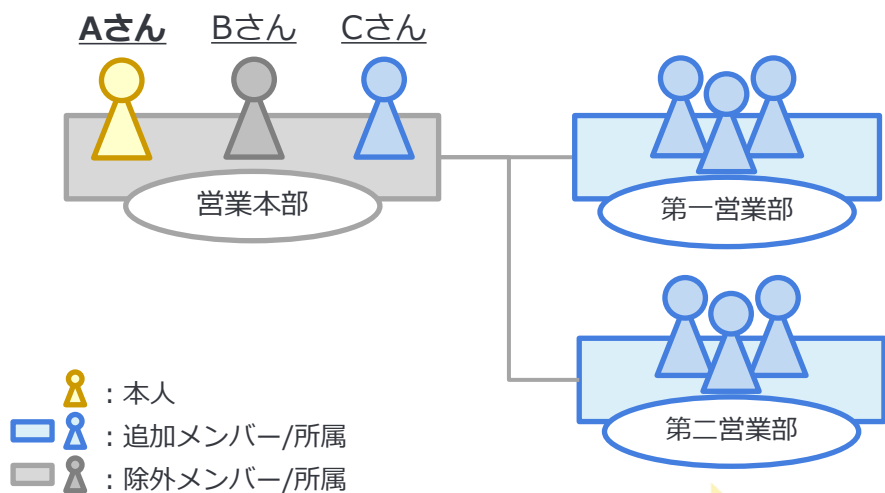 Aさん Bさん Cさん
営業本部
第一営業部
第二営業部
：本人
：追加メンバー/所属
：除外メンバー/所属